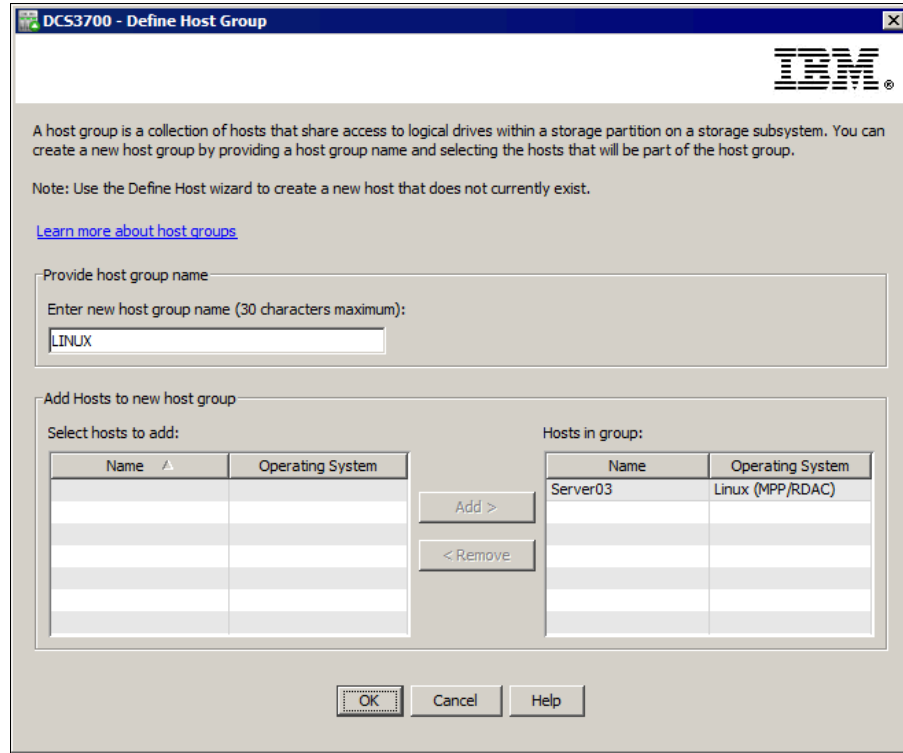 DCS3700 - Define Host Group
IBM®
A host group is a collection of hosts that share access to logical drives within a storage partition on a storage subsystem. You can
create a new host group by providing a host group name and selecting the hosts that will be part of the host group.
Note: Use the Define Host wizard to create a new host that does not currently exist.
Learn more about host groups
Provide host group name
Enter new host group name (30 characters maximum):
LINUX
Add Hosts to new host group
Select hosts to add:
Hosts in group:
Name Operating System
Name Operating System
Server03 Linux (MPP/RDAC)
Add >
< Remove
OK Cancel Help